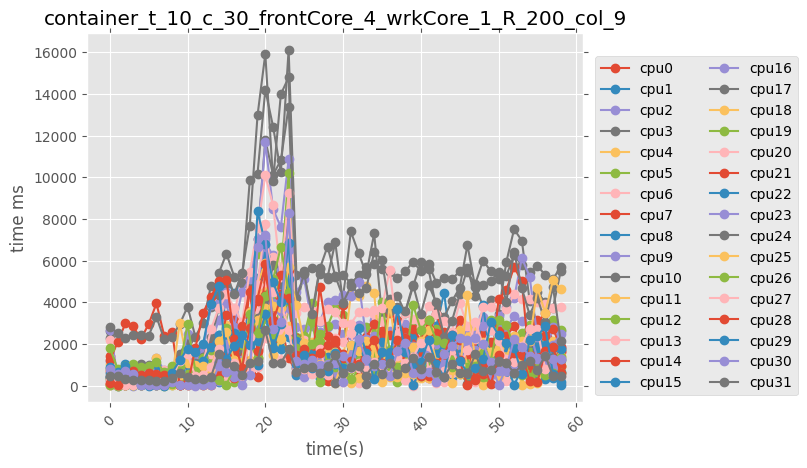 container_t_10_c_30_frontCore_4_wrkCore_1_R_200_col_9
time ms
16000
14000
12000
10000
8000
6000
4000
2000
0
0
10
20
30
40
50
60
time(s)
cpu0
cpu1
cpu2
cpu3
cpu4
cpu5
cpu6
cpu7
cpu8
cpu9
cpu10
cpu11
cpu12
cpu13
cpu14
cpu15
cpu16
cpu17
cpu18
cpu19
cpu20
cpu21
cpu22
cpu23
cpu24
cpu25
cpu26
cpu27
cpu28
cpu29
cpu30
cpu31